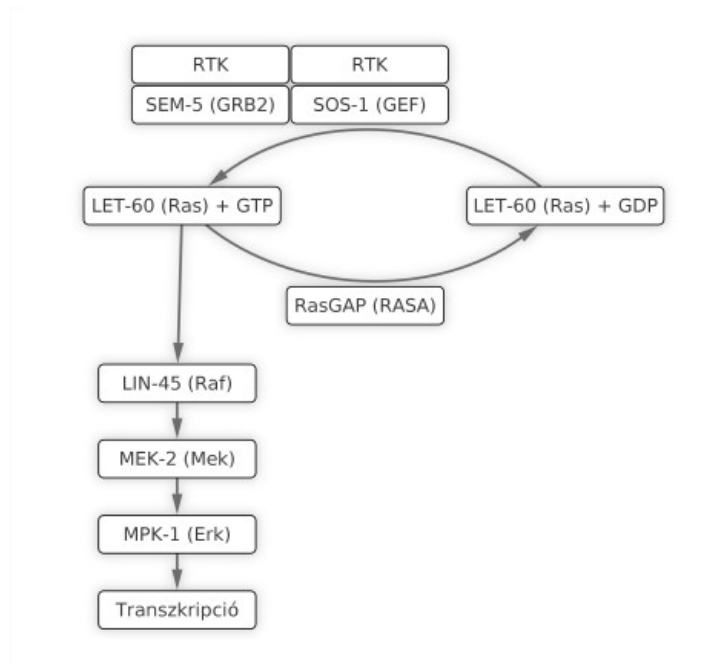 RTK
RTK
SEM-5 (GRB2)
SOS-1 (GEF)
LET-60 (Ras) + GTP
LET-60 (Ras) + GDP
RasGAP (RASA)
LIN-45 (Raf)
MEK-2 (Mek)
MPK-1 (Erk)
Transzkripció